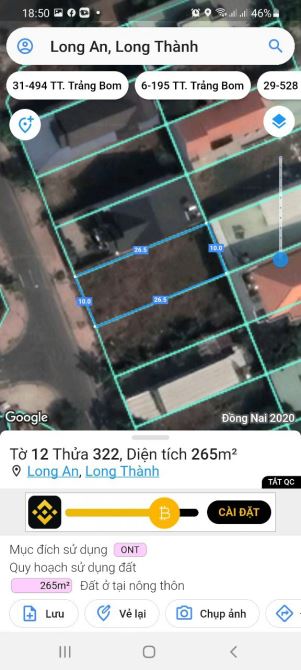 18:50
46%
Long An, Long Thành
31-494 TT. Trảng Bom
6-195 TT. Trảng Bom
29-528
26.5
10.0
10.0
26.5
Google
Đồng Nai 2020
Tờ 12 Thửa 322, Diện tích 265m²
Long An, Long Thành
TẮT QC
CÀI ĐẶT
Mục đích sử dụng ONT
Quy hoạch sử dụng đất
265m² Đất ở tại nông thôn
Lưu
Vẽ lại
Chụp ảnh